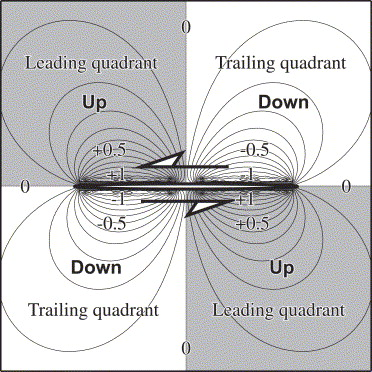 0
Leading quadrant Trailing quadrant
Up Down
+0.5 -0.5
+1 -1
0 0
-1 +1
-0.5 +0.5
Down Up
Trailing quadrant Leading quadrant
0